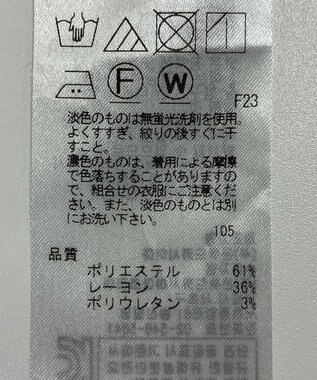 F W F23
淡色のものは無蛍光洗剤を使用。
よくすすぎ、絞りの後すぐに干
すこと。
濃色のものは、着用による摩擦
で色落ちすることがありますの
で、組合せの衣服にご注意くだ
さい。また、淡色のものとは別
にお洗い下さい。
105
品質
ポリエステル 61%
レーヨン 36%
ポリウレタン 3%